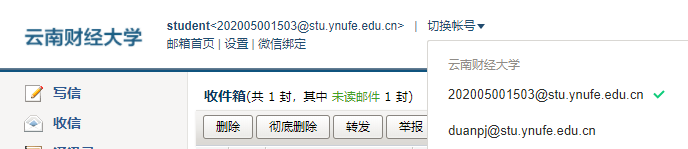 云南财经大学
student<202005001503@stu.ynufe.edu.cn> | 切换帐号
邮箱首页 | 设置 | 微信绑定
云南财经大学
202005001503@stu.ynufe.edu.cn
duanpj@stu.ynufe.edu.cn
写信
收信
收件箱(共 1 封，其中 未读邮件 1 封)
删除 彻底删除 转发 举报